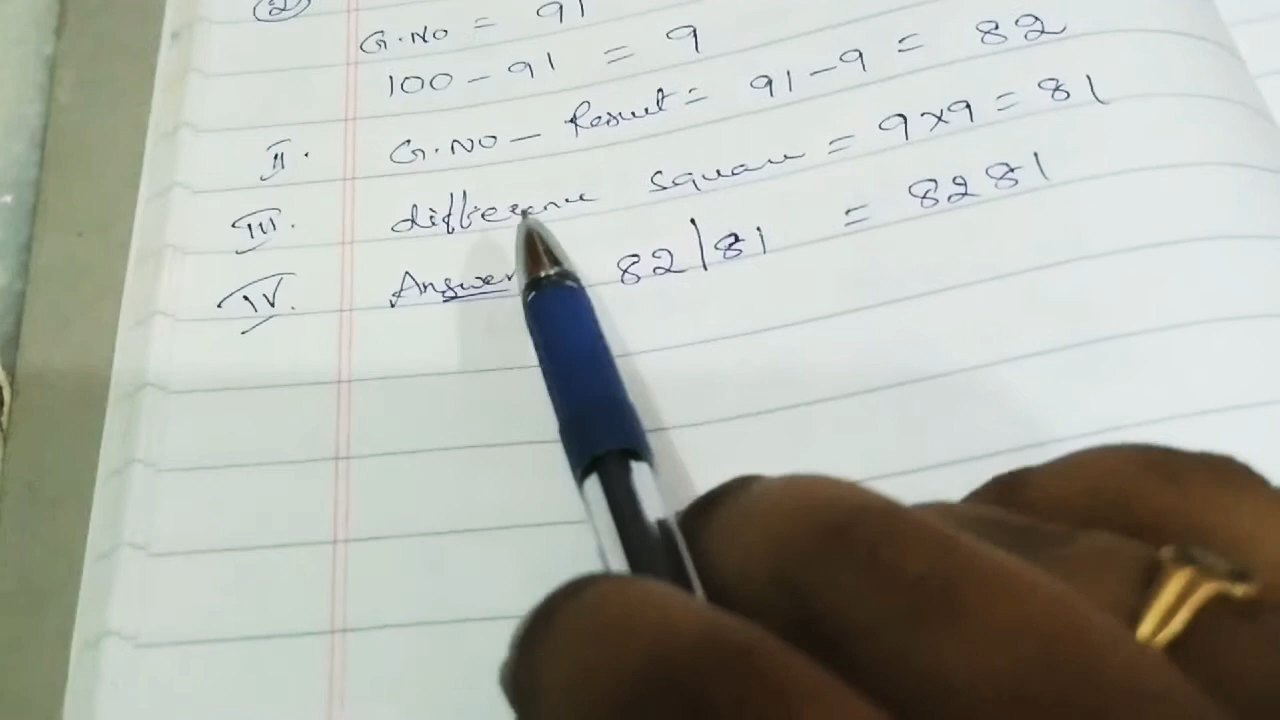 2
G.NO = 91
100 - 91 = 9
II. G.NO - Result = 91 - 9 = 82
III. difference square = 9x9 = 81
IV. Answer 82|81 = 8281